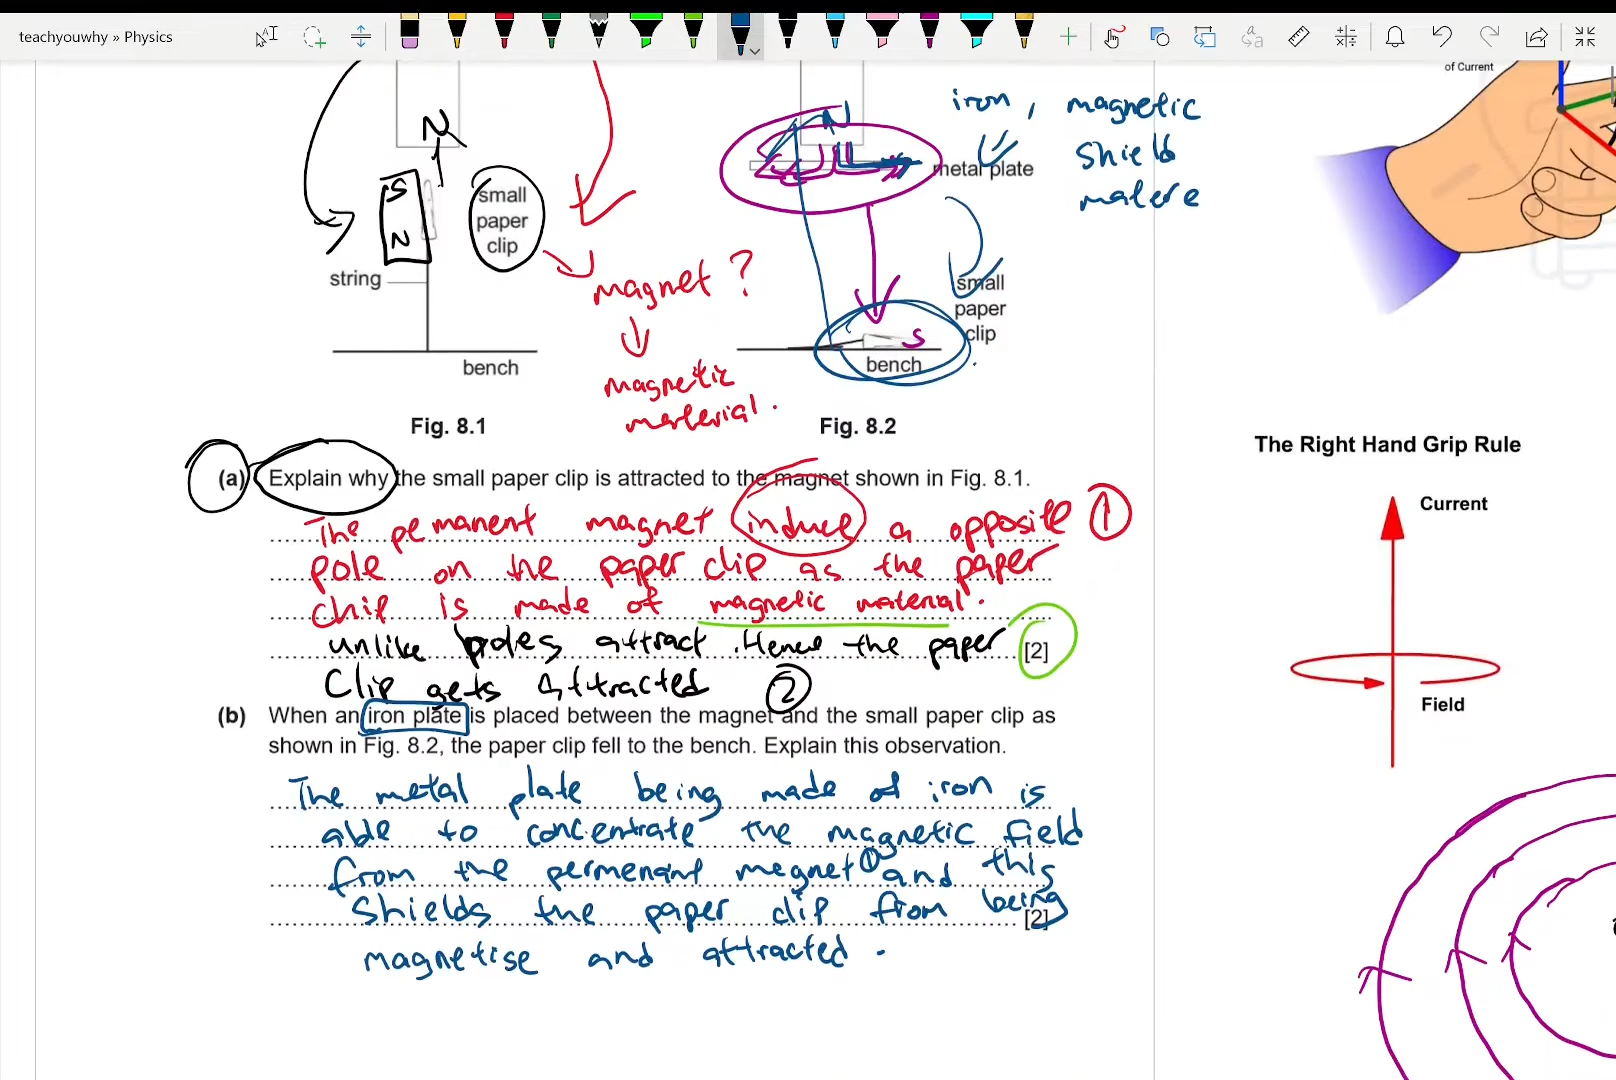 teachyouwhy » Physics
of Current
N
N
iron, magnetic
shield
metal plate
S
N
small
paper
clip
string
magnet ?
magnetic
material.
small
paper
clip
S
bench
bench
Fig. 8.1
Fig. 8.2
The Right Hand Grip Rule
Current
Field
(a) Explain why the small paper clip is attracted to the magnet shown in Fig. 8.1.
The pemanent magnet induce a opposite ①
pole on the paper clip as the paper
chip is made of magnetic material.
unlike poles attract. Hence the paper [2]
Clip gets attracted ②
(b) When an iron plate is placed between the magnet and the small paper clip as
shown in Fig. 8.2, the paper clip fell to the bench. Explain this observation.
The metal plate being made of iron is
able to concentrate the magnetic field
from the permenant megnet ① and this
shields the paper clip from being
[2]
magnetise and attracted.